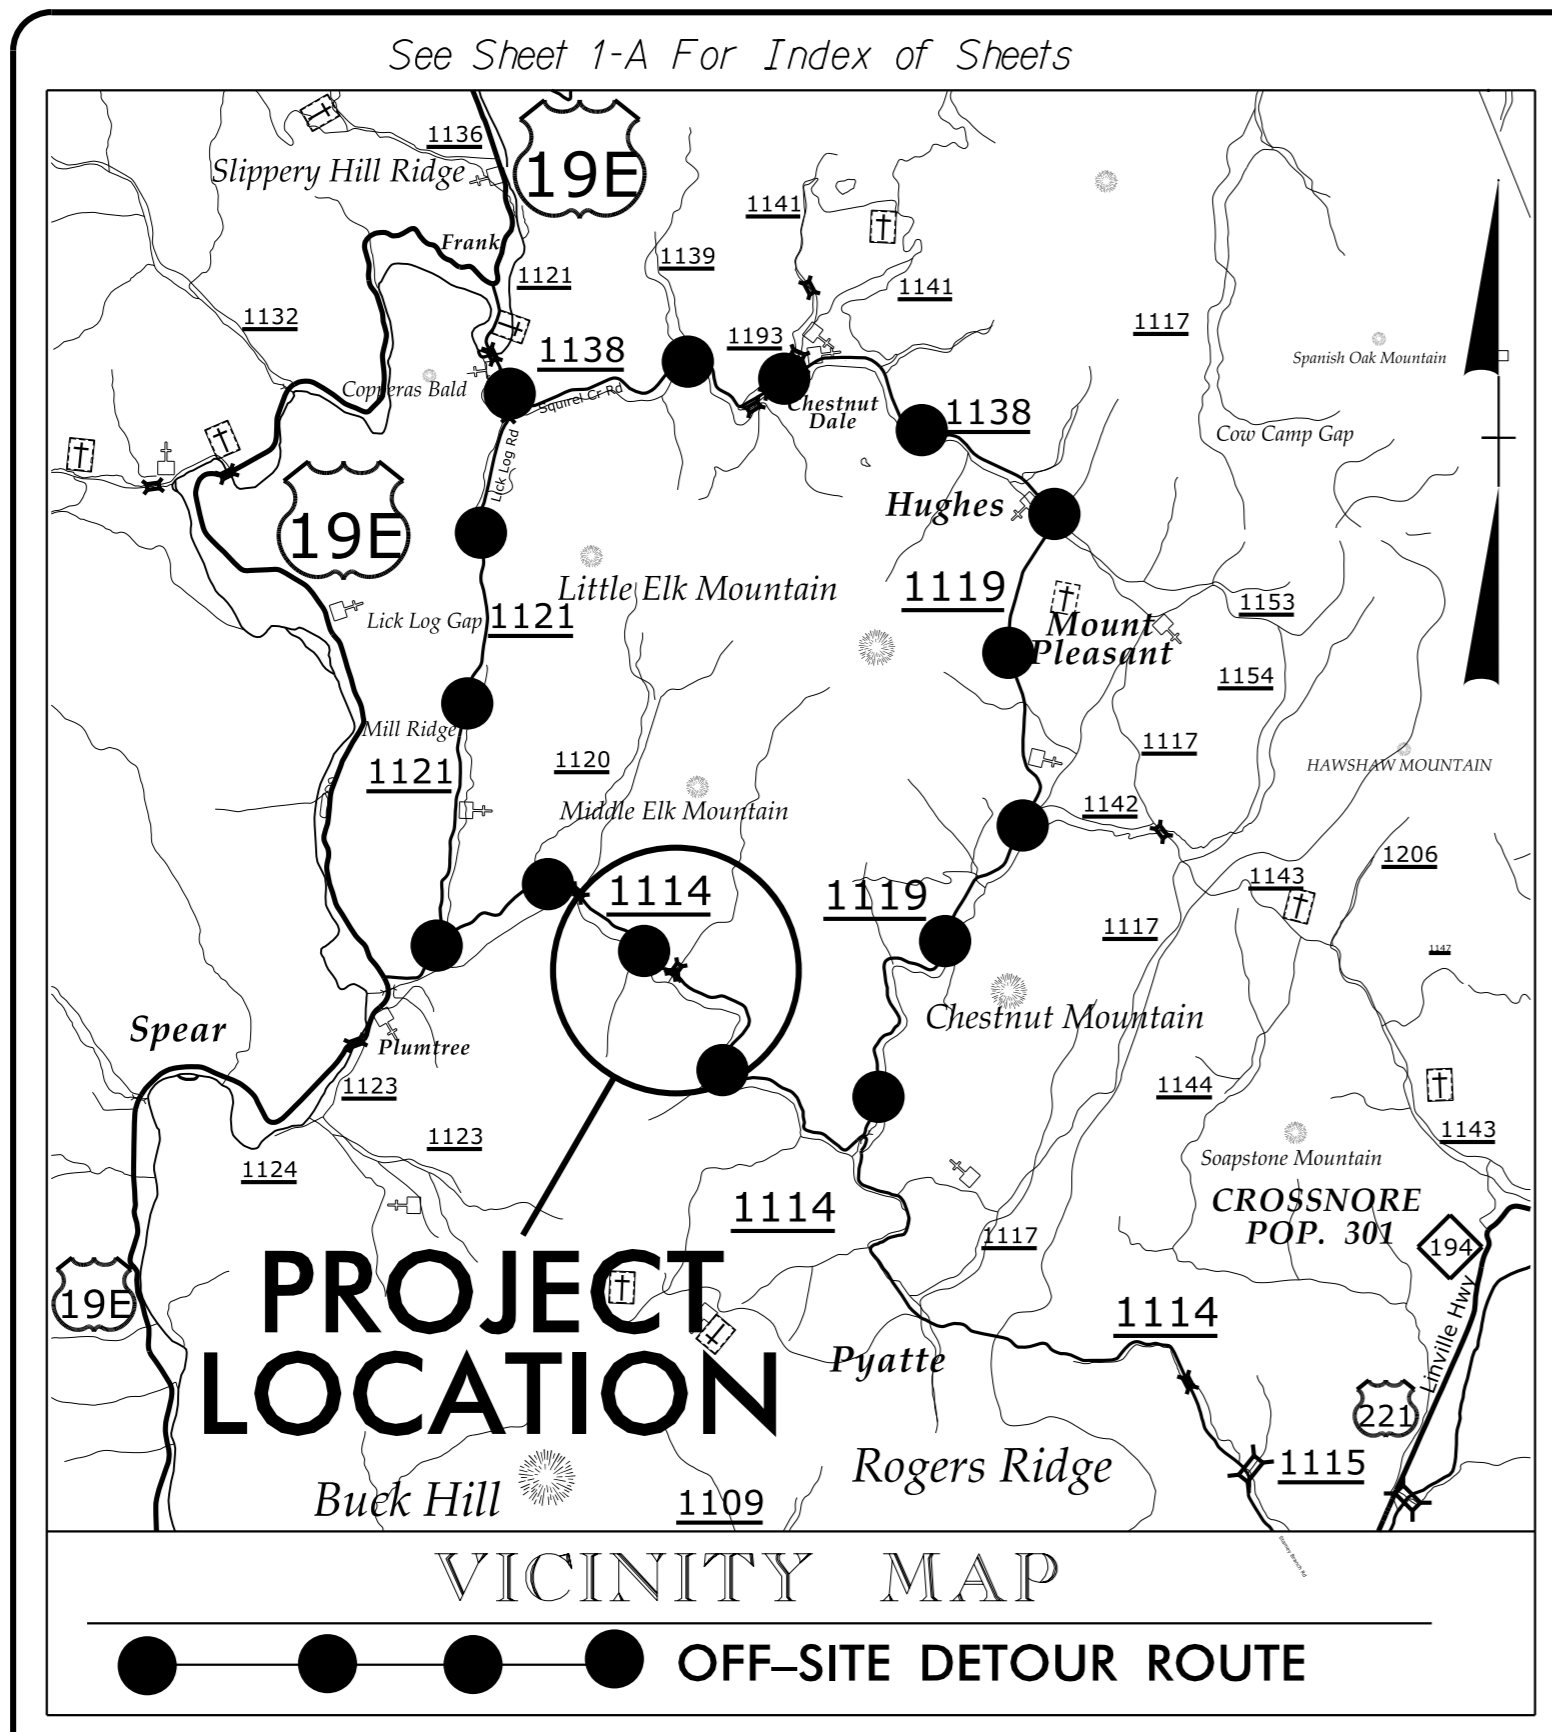 See Sheet 1-A For Index of Sheets
1136
19E
Slippery Hill Ridge
1141
Frank
1139
1121
1141
1132
1117
1193
1138
Spanish Oak Mountain
Copperas Bald
Squirel Cr Rd
Chestnut
Dale
1138
Cow Camp Gap
Lick Log Rd
Hughes
19E
Little Elk Mountain
1119
1153
Lick Log Gap
1121
Mount
Pleasant
1154
Mill Ridge
1117
1120
HAWSHAW MOUNTAIN
1121
Middle Elk Mountain
1142
1206
1114
1119
1143
1117
1147
Chestnut Mountain
Spear
Plumtree
1123
1144
1123
1143
1124
Soapstone Mountain
1114
CROSSNORE
POP. 301
1117
194
19E
PROJECT
LOCATION
1114
Linville Hwy
Pyatte
221
Rogers Ridge
1115
Buck Hill
1109
Stanley Branch Rd
VICINITY MAP
OFF-SITE DETOUR ROUTE